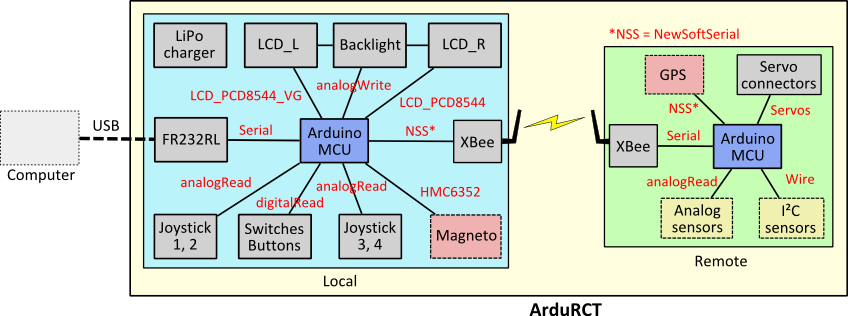 *NSS = NewSoftSerial
LiPo
charger
LCD_L
Backlight
LCD_R
GPS
Servo
connectors
LCD_PCD8544_VG
analogWrite
LCD_PCD8544
NSS*
Servos
USB
FR232RL
Serial
Arduino
MCU
NSS*
XBee
XBee
Serial
Arduino
MCU
Computer
analogRead
digitalRead
analogRead
HMC6352
analogRead
Wire
Joystick
1, 2
Switches
Buttons
Joystick
3, 4
Magneto
Analog
sensors
I²C
sensors
Local
Remote
ArduRCT